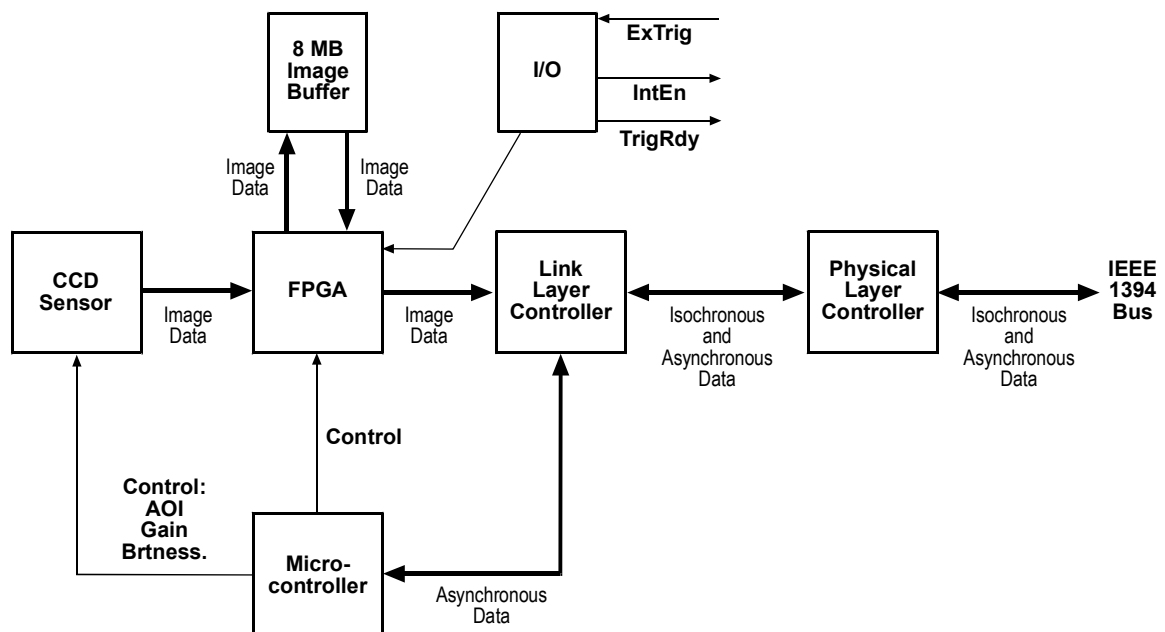 8 MB
Image
Buffer
I/O
ExTrig
IntEn
TrigRdy
Image
Data
Image
Data
CCD
Sensor
Image
Data
FPGA
Image
Data
Link
Layer
Controller
Isochronous
and
Asynchronous
Data
Physical
Layer
Controller
Isochronous
and
Asynchronous
Data
IEEE
1394
Bus
Control
Control:
AOI
Gain
Brtness.
Micro-
controller
Asynchronous
Data